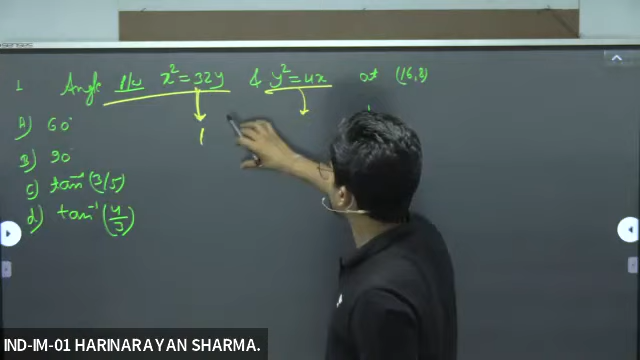 senses
1 Angle b/w x² = 32y & y² = 4x at (16,8)
A) 60°
B) 90°
c) tan⁻¹(3/5)
d) tan⁻¹(4/3)
1
IND-IM-01 HARINARAYAN SHARMA.